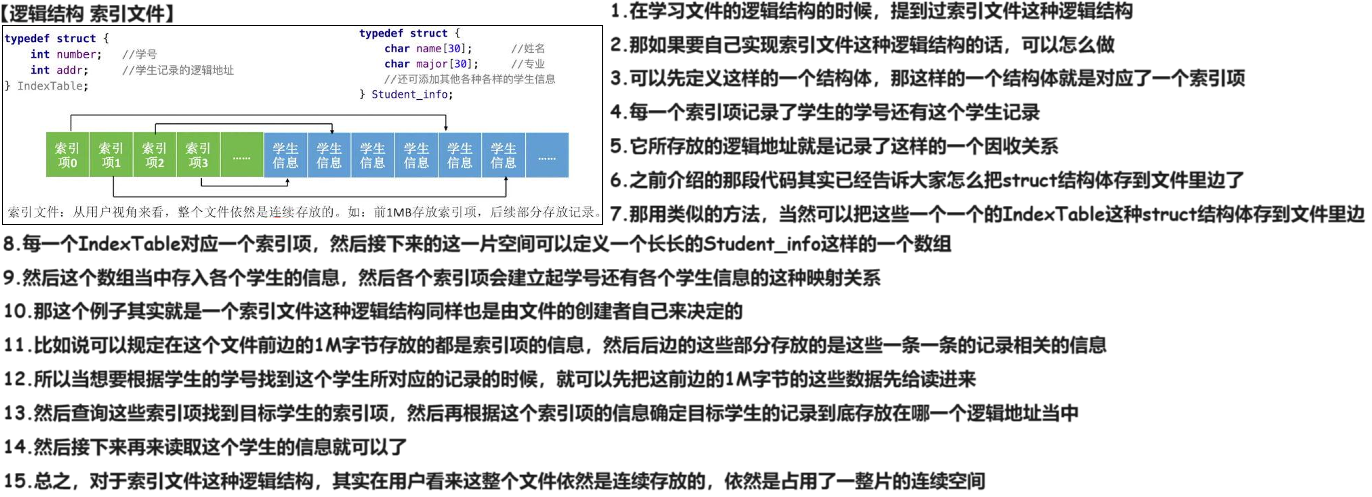 【逻辑结构 索引文件】
typedef struct {
int number; //学号
int addr; //学生记录的逻辑地址
} IndexTable;
typedef struct {
char name[30]; //姓名
char major[30]; //专业
//还可添加其他各种各样的学生信息
} Student_info;
索引项0 索引项1 索引项2 索引项3 …… 学生信息 学生信息 学生信息 学生信息 学生信息 学生信息 ……
索引文件：从用户视角来看，整个文件依然是连续存放的。如：前1MB存放索引项，后续部分存放记录。
1.在学习文件的逻辑结构的时候，提到过索引文件这种逻辑结构
2.那如果要自己实现索引文件这种逻辑结构的话，可以怎么做
3.可以先定义这样的一个结构体，那这样的一个结构体就是对应了一个索引项
4.每一个索引项记录了学生的学号还有这个学生记录
5.它所存放的逻辑地址就是记录了这样的一个因收关系
6.之前介绍的那段代码其实已经告诉大家怎么把struct结构体存到文件里边了
7.那用类似的方法，当然可以把这些一个一个的IndexTable这种struct结构体存到文件里边
8.每一个IndexTable对应一个索引项，然后接下来的这一片空间可以定义一个长长的Student_info这样的一个数组
9.然后这个数组当中存入各个学生的信息，然后各个索引项会建立起学号还有各个学生信息的这种映射关系
10.那这个例子其实就是一个索引文件这种逻辑结构同样也是由文件的创建者自己来决定的
11.比如说可以规定在这个文件前边的1M字节存放的都是索引项的信息，然后后边的这些部分存放的是这些一条一条的记录相关的信息
12.所以当想要根据学生的学号找到这个学生所对应的记录的时候，就可以先把这前边的1M字节的这些数据先给读进来
13.然后查询这些索引项找到目标学生的索引项，然后再根据这个索引项的信息确定目标学生的记录到底存放在哪一个逻辑地址当中
14.然后接下来再来读取这个学生的信息就可以了
15.总之，对于索引文件这种逻辑结构，其实在用户看来这整个文件依然是连续存放的，依然是占用了一整片的连续空间